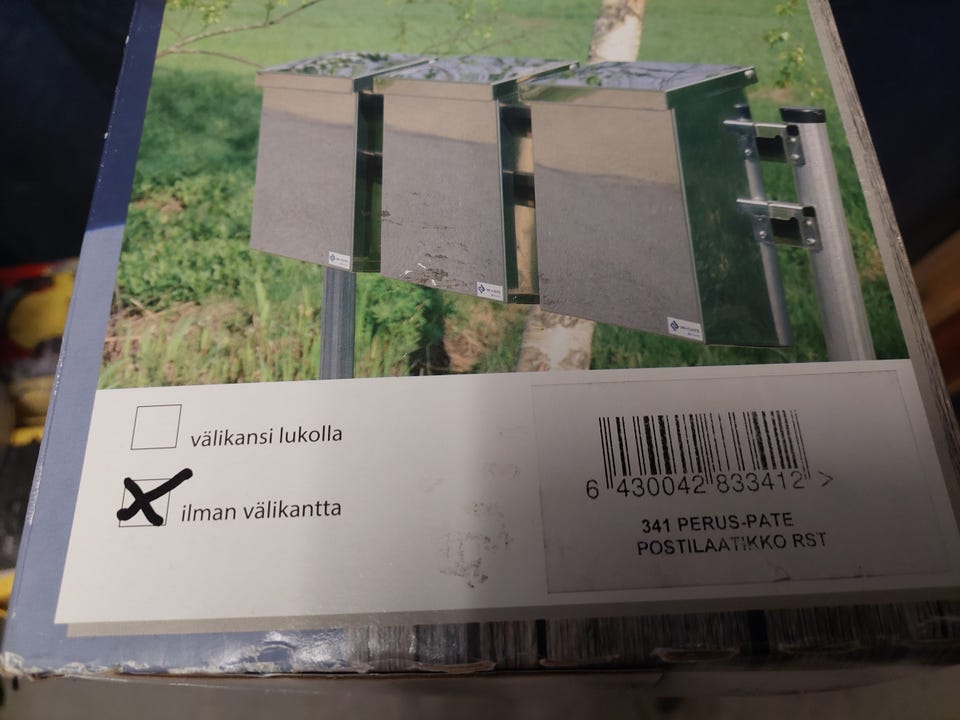 välikansi lukolla
ilman välikantta
6 430042 833412 >
341 PERUS-PATE
POSTILAATIKKO RST